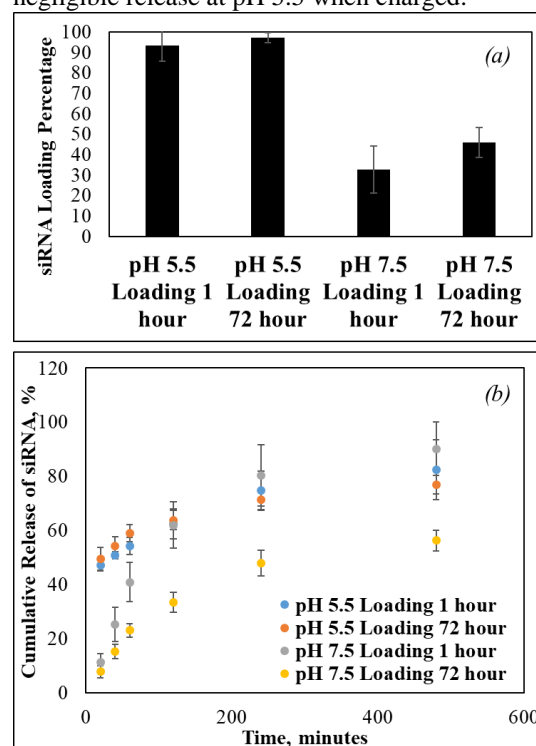 negligible release at pH 5.5 when charged.
(a)
siRNA Loading Percentage
100
90
80
70
60
50
40
30
20
10
0
pH 5.5 Loading 1 hour
pH 5.5 Loading 72 hour
pH 7.5 Loading 1 hour
pH 7.5 Loading 72 hour
(b)
Cumulative Release of siRNA, %
120
100
80
60
40
20
0
pH 5.5 Loading 1 hour
pH 5.5 Loading 72 hour
pH 7.5 Loading 1 hour
pH 7.5 Loading 72 hour
0 200 400 600
Time, minutes